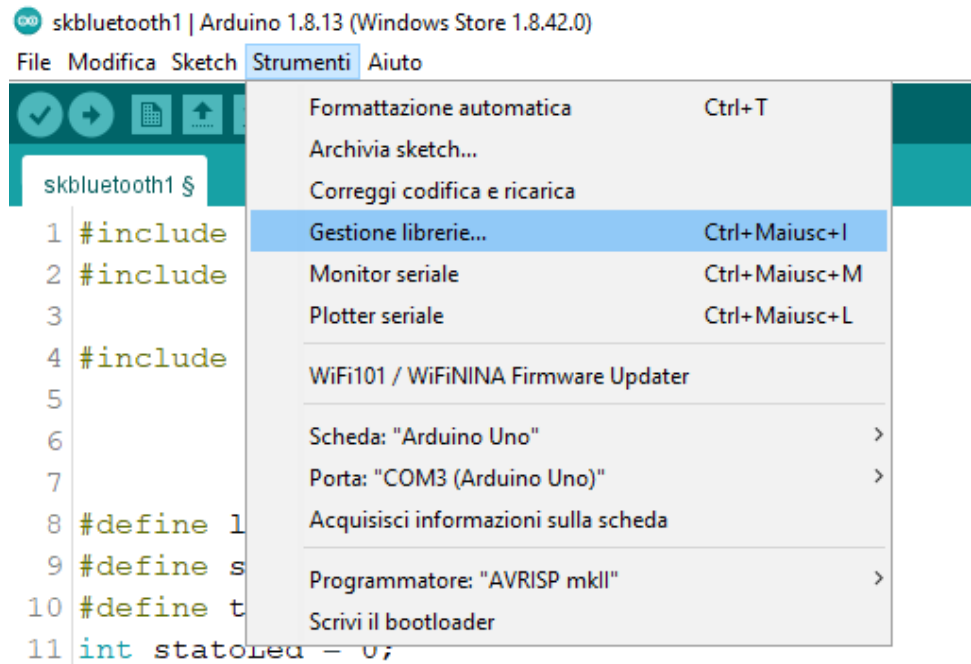 skbluetooth1 | Arduino 1.8.13 (Windows Store 1.8.42.0)
File Modifica Sketch Strumenti Aiuto
Formattazione automatica Ctrl+T
Archivia sketch...
skbluetooth1 §
Correggi codifica e ricarica
1 #include
Gestione librerie... Ctrl+Maiusc+I
2 #include
Monitor seriale Ctrl+Maiusc+M
3
Plotter seriale Ctrl+Maiusc+L
4 #include
WiFi101 / WiFiNINA Firmware Updater
5
6
Scheda: "Arduino Uno"
7
Porta: "COM3 (Arduino Uno)"
8 #define l
Acquisisci informazioni sulla scheda
9 #define s
Programmatore: "AVRISP mkII"
10 #define t
Scrivi il bootloader
11 int statoLed = 0;